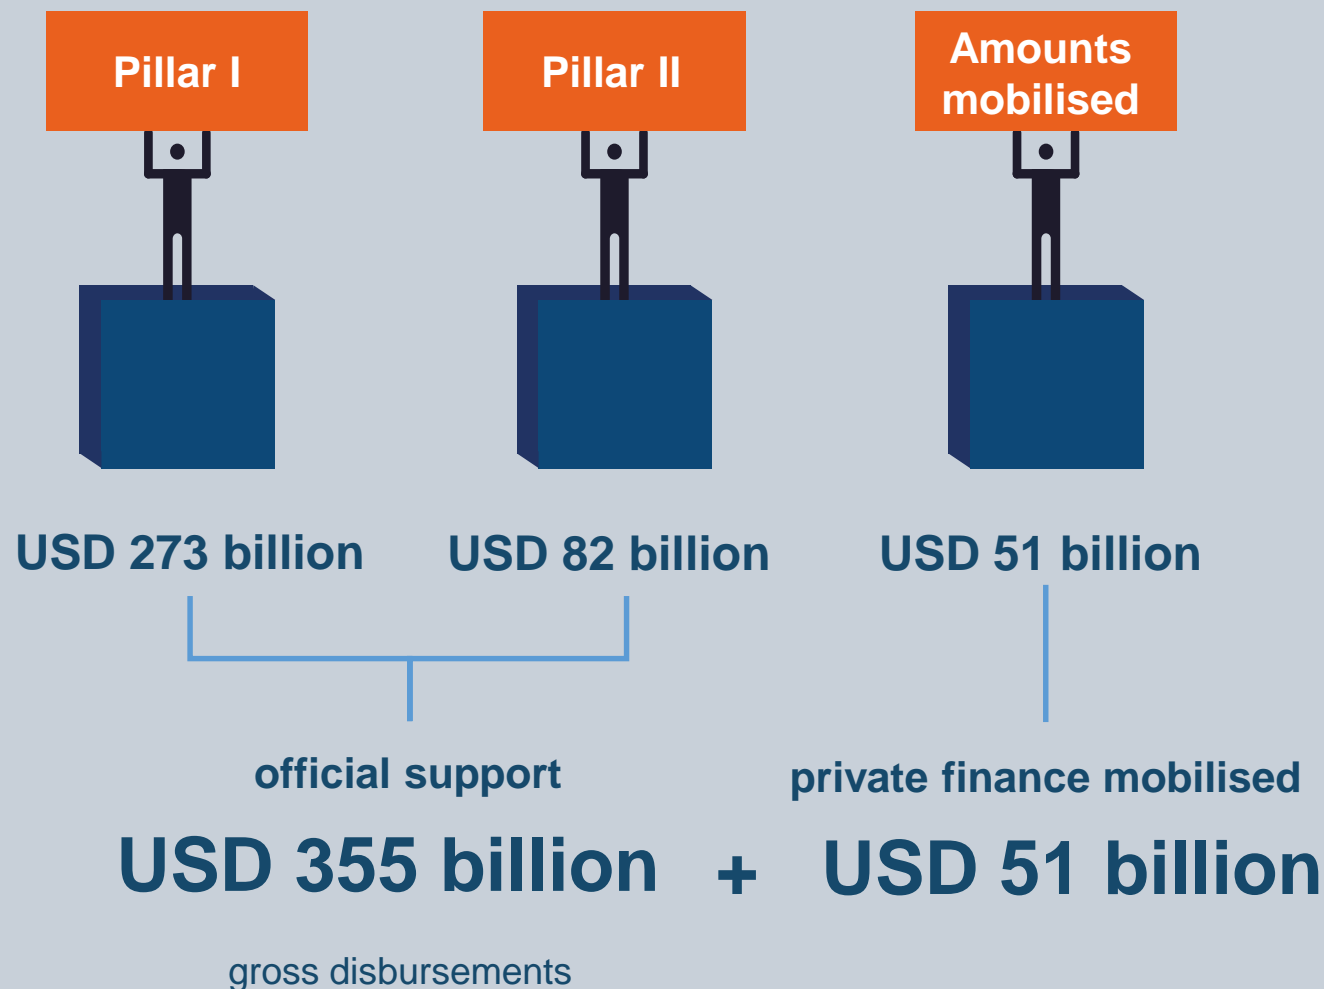 Pillar I
Pillar II
Amounts
mobilised
USD 273 billion
USD 82 billion
USD 51 billion
official support
private finance mobilised
USD 355 billion + USD 51 billion
gross disbursements